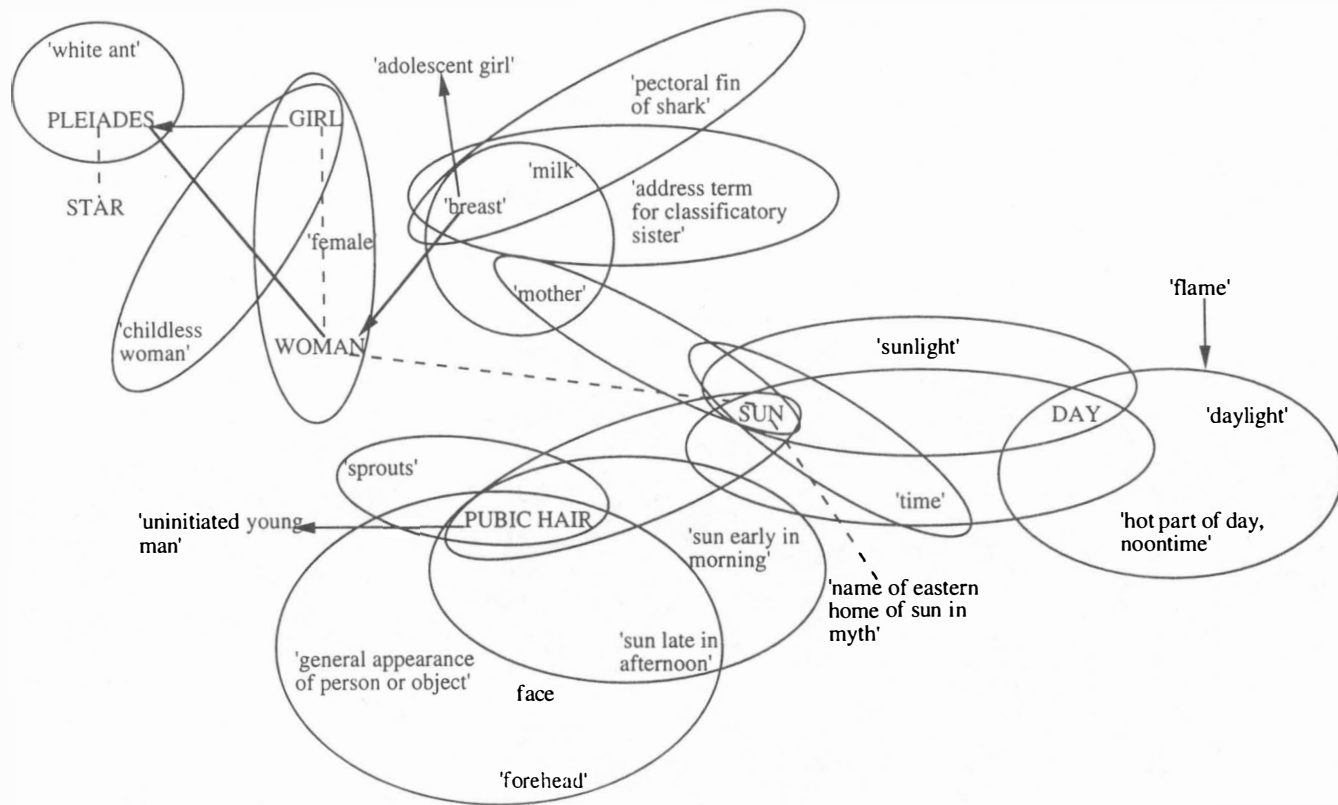 'white ant'
PLEIADES
STAR
GIRL
'female
WOMAN
'childless
woman'
'adolescent girl'
'pectoral fin
of shark'
'milk'
'breast'
'address term
for classificatory
sister'
'mother'
'flame'
'sunlight'
SUN
DAY
'daylight'
'time'
'hot part of day,
noontime'
'sprouts'
PUBIC HAIR
'uninitiated young
man'
'sun early in
morning'
'name of eastern
home of sun in
myth'
'sun late in
afternoon'
'general appearance
of person or object'
face
'forehead'